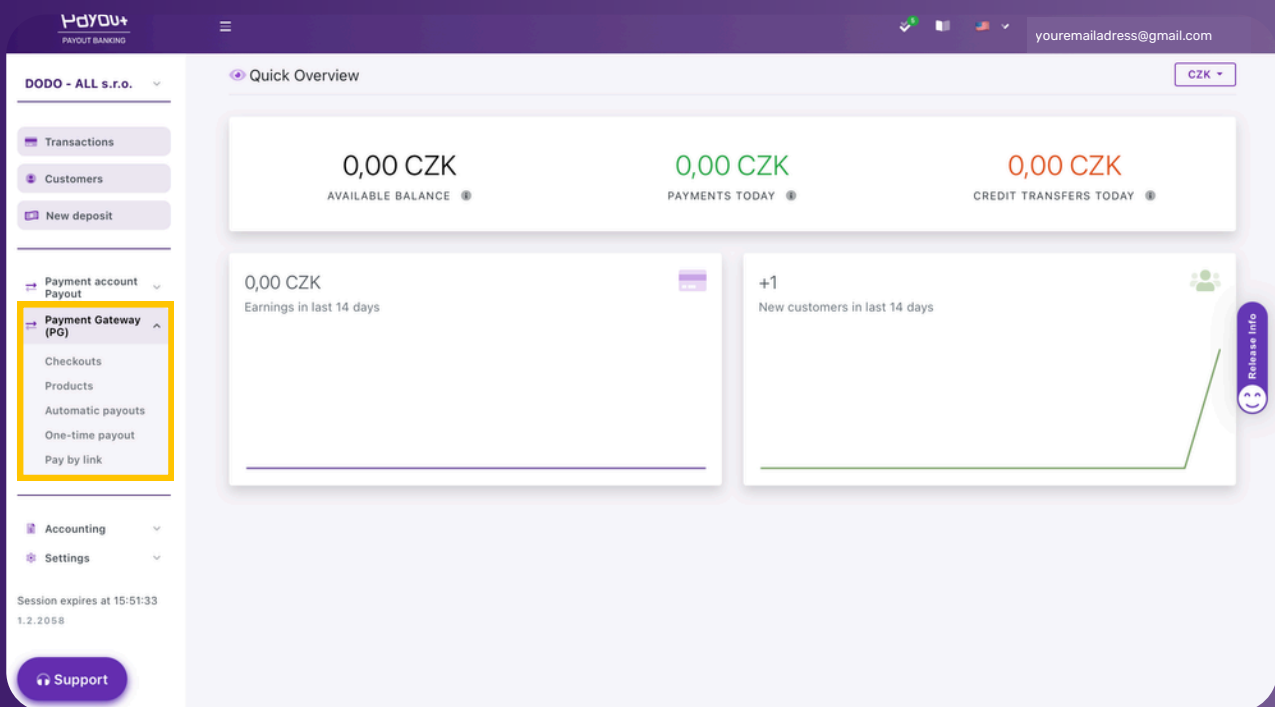 Payout
PAYOUT BANKING
5
youremailadress@gmail.com
DODO - ALL s.r.o.
Transactions
Customers
New deposit
Payment account
Payout
Payment Gateway
(PG)
Checkouts
Products
Automatic payouts
One-time payout
Pay by link
Accounting
Settings
Session expires at 15:51:33
1.2.2058
Support
Quick Overview
CZK
0,00 CZK
AVAILABLE BALANCE
0,00 CZK
PAYMENTS TODAY
0,00 CZK
CREDIT TRANSFERS TODAY
0,00 CZK
Earnings in last 14 days
+1
New customers in last 14 days
Release Info